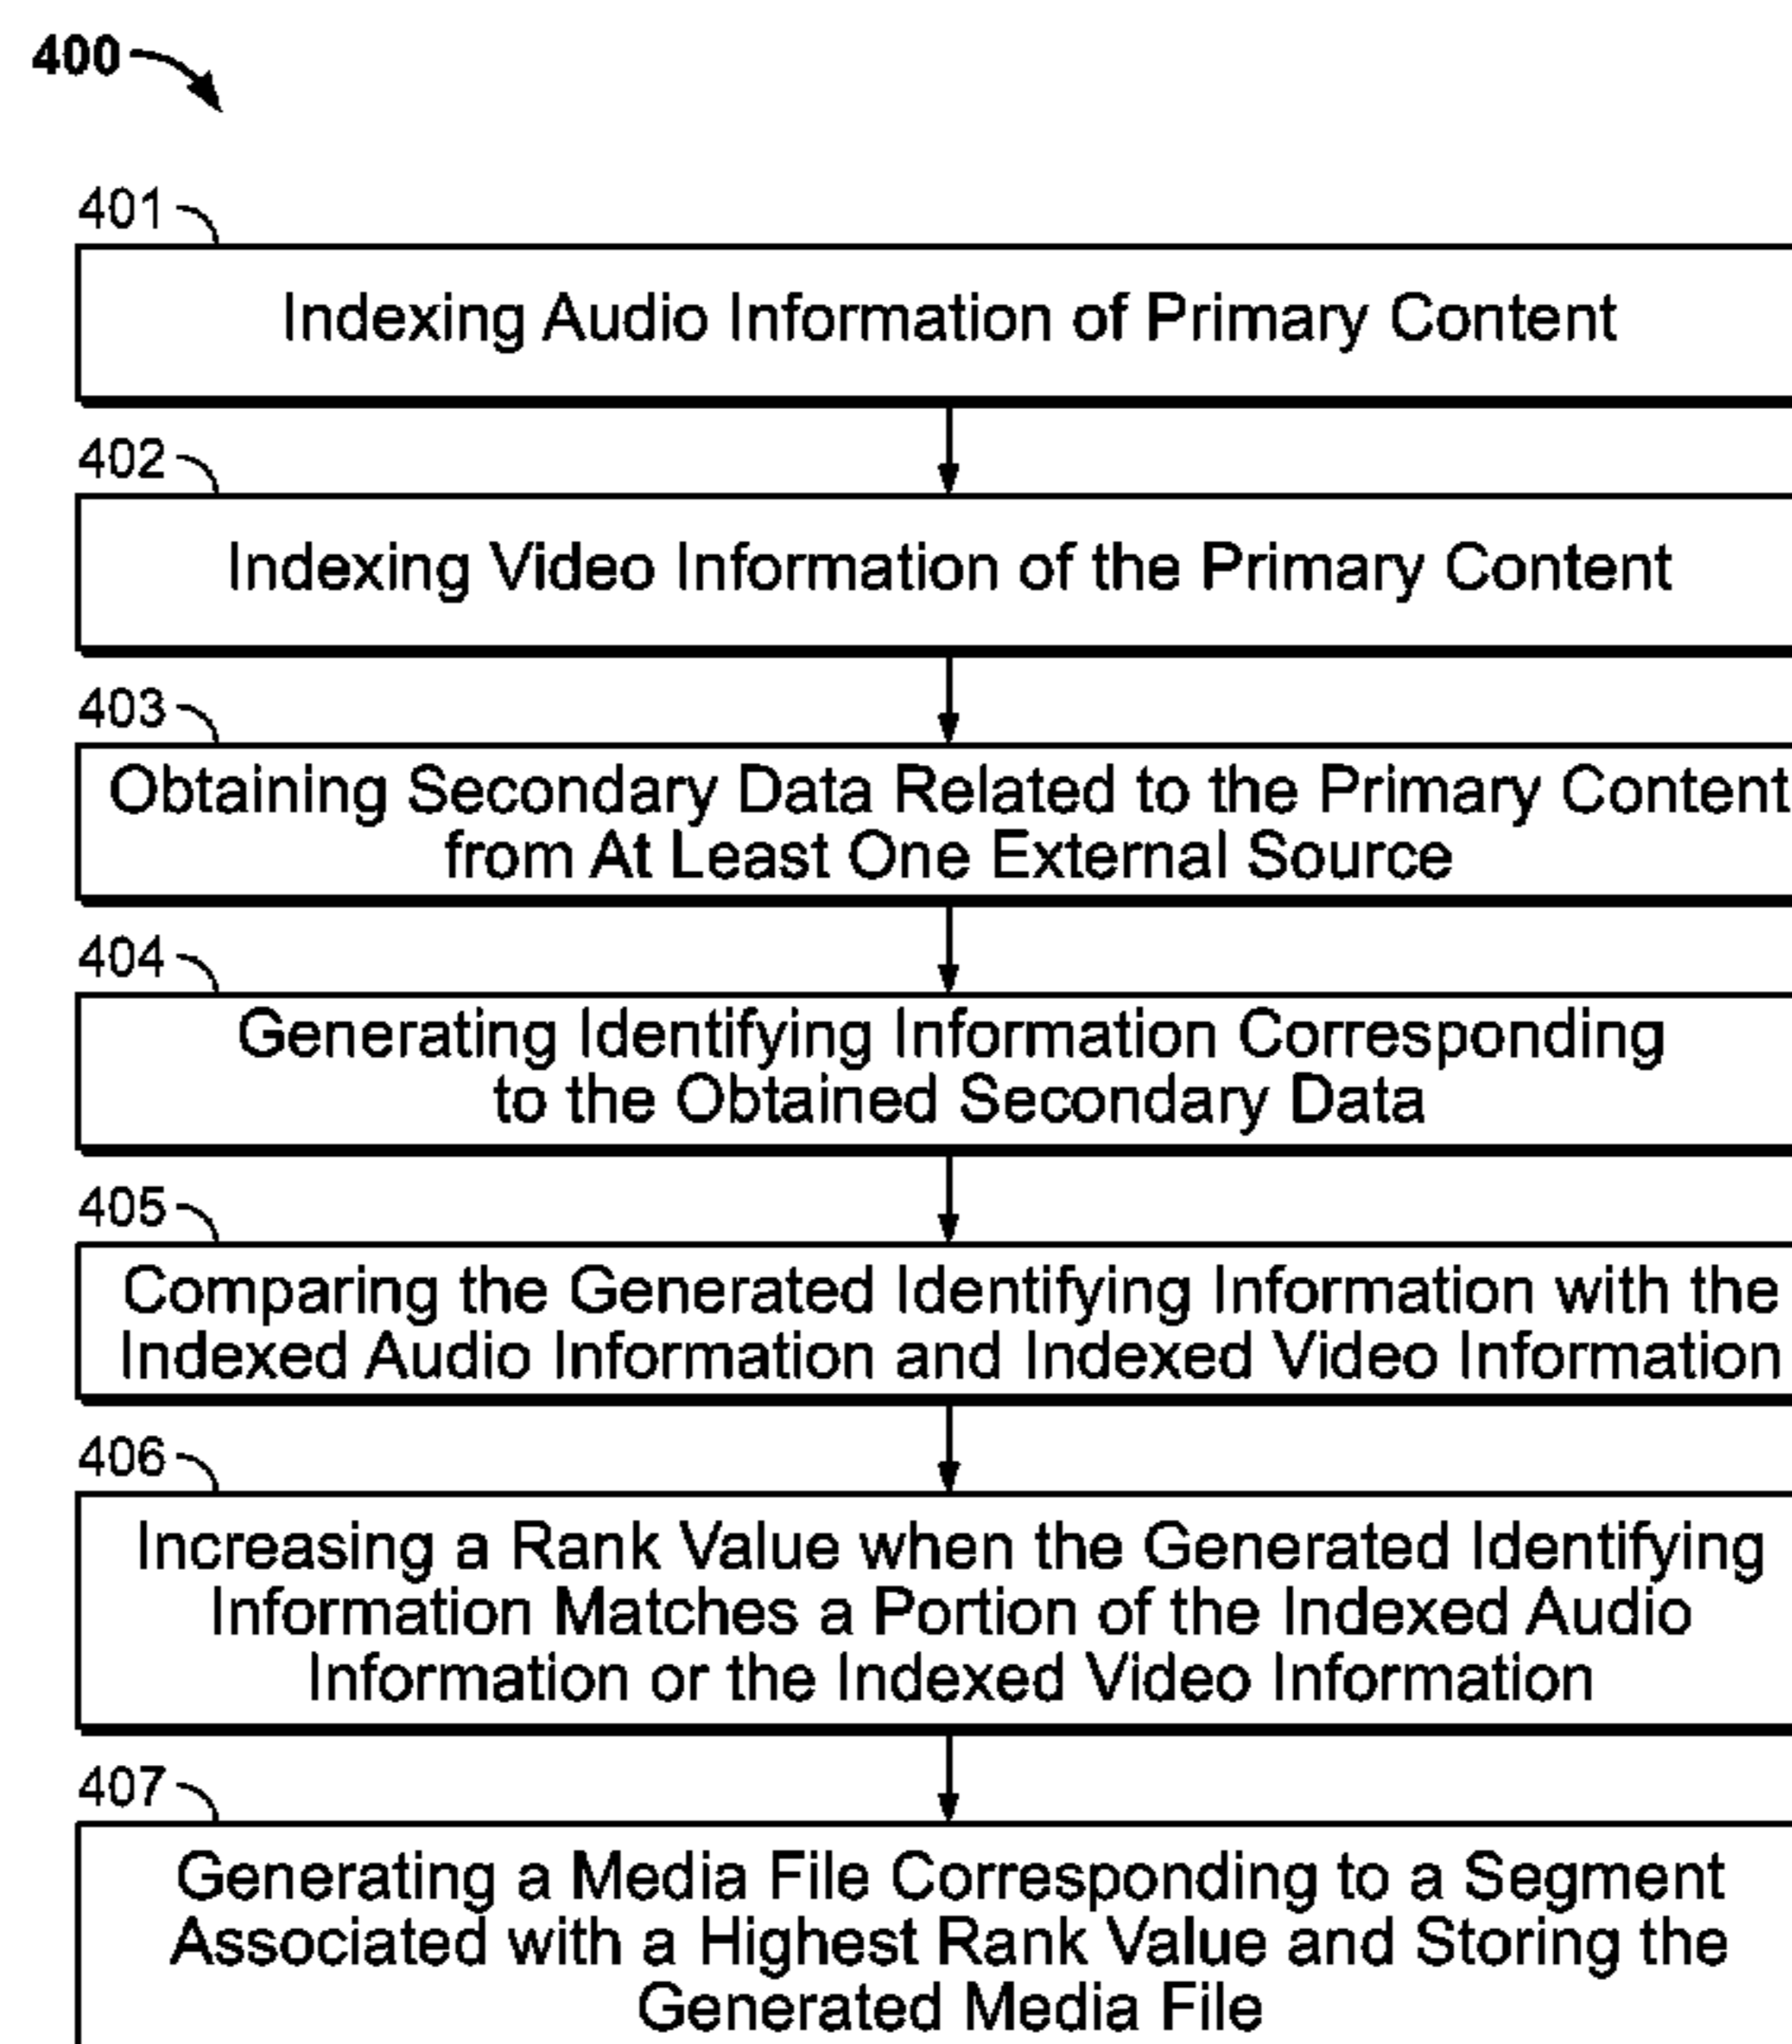 400
401
Indexing Audio Information of Primary Content
402
Indexing Video Information of the Primary Content
403
Obtaining Secondary Data Related to the Primary Content
from At Least One External Source
404
Generating Identifying Information Corresponding
to the Obtained Secondary Data
405
Comparing the Generated Identifying Information with the
Indexed Audio Information and Indexed Video Information
406
Increasing a Rank Value when the Generated Identifying
Information Matches a Portion of the Indexed Audio
Information or the Indexed Video Information
407
Generating a Media File Corresponding to a Segment
Associated with a Highest Rank Value and Storing the
Generated Media File